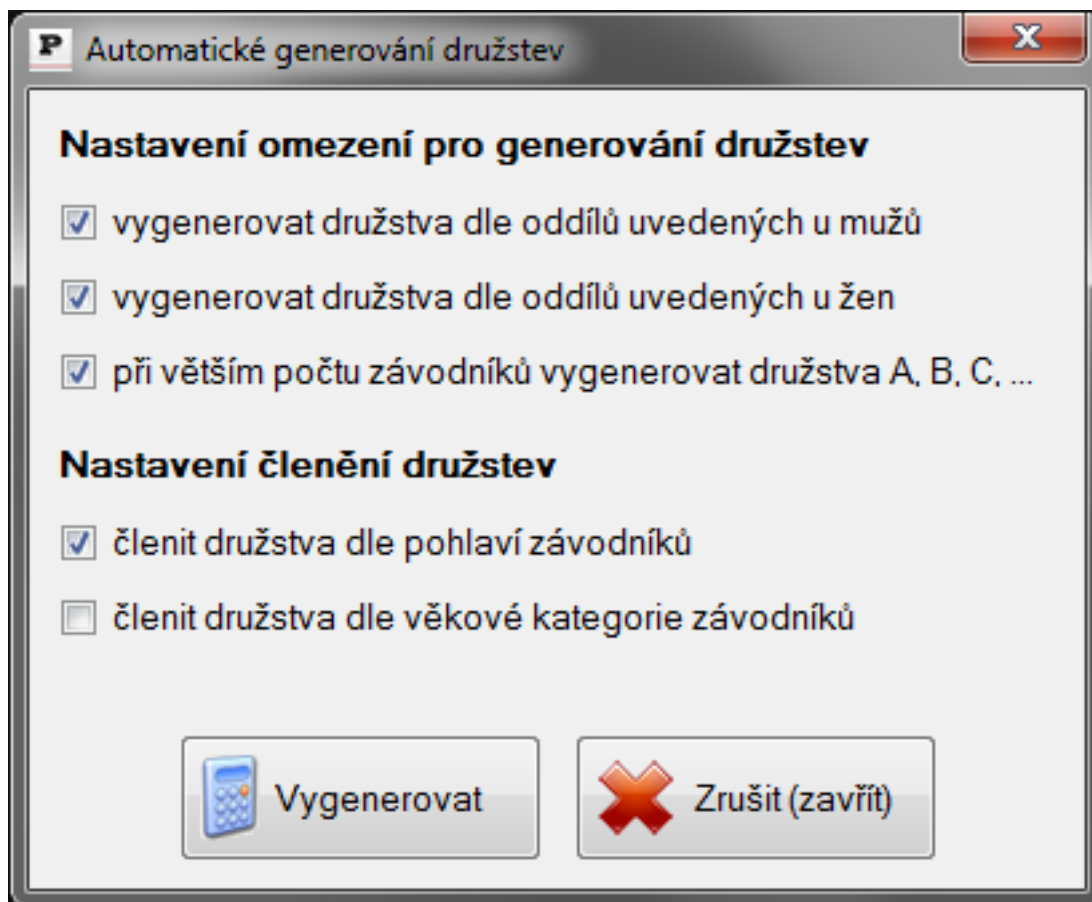 P Automatické generování družstev
Nastavení omezení pro generování družstev
vygenerovat družstva dle oddílů uvedených u mužů
vygenerovat družstva dle oddílů uvedených u žen
při větším počtu závodníků vygenerovat družstva A, B, C, ...
Nastavení členění družstev
členit družstva dle pohlaví závodníků
členit družstva dle věkové kategorie závodníků
Vygenerovat
Zrušit (zavřít)